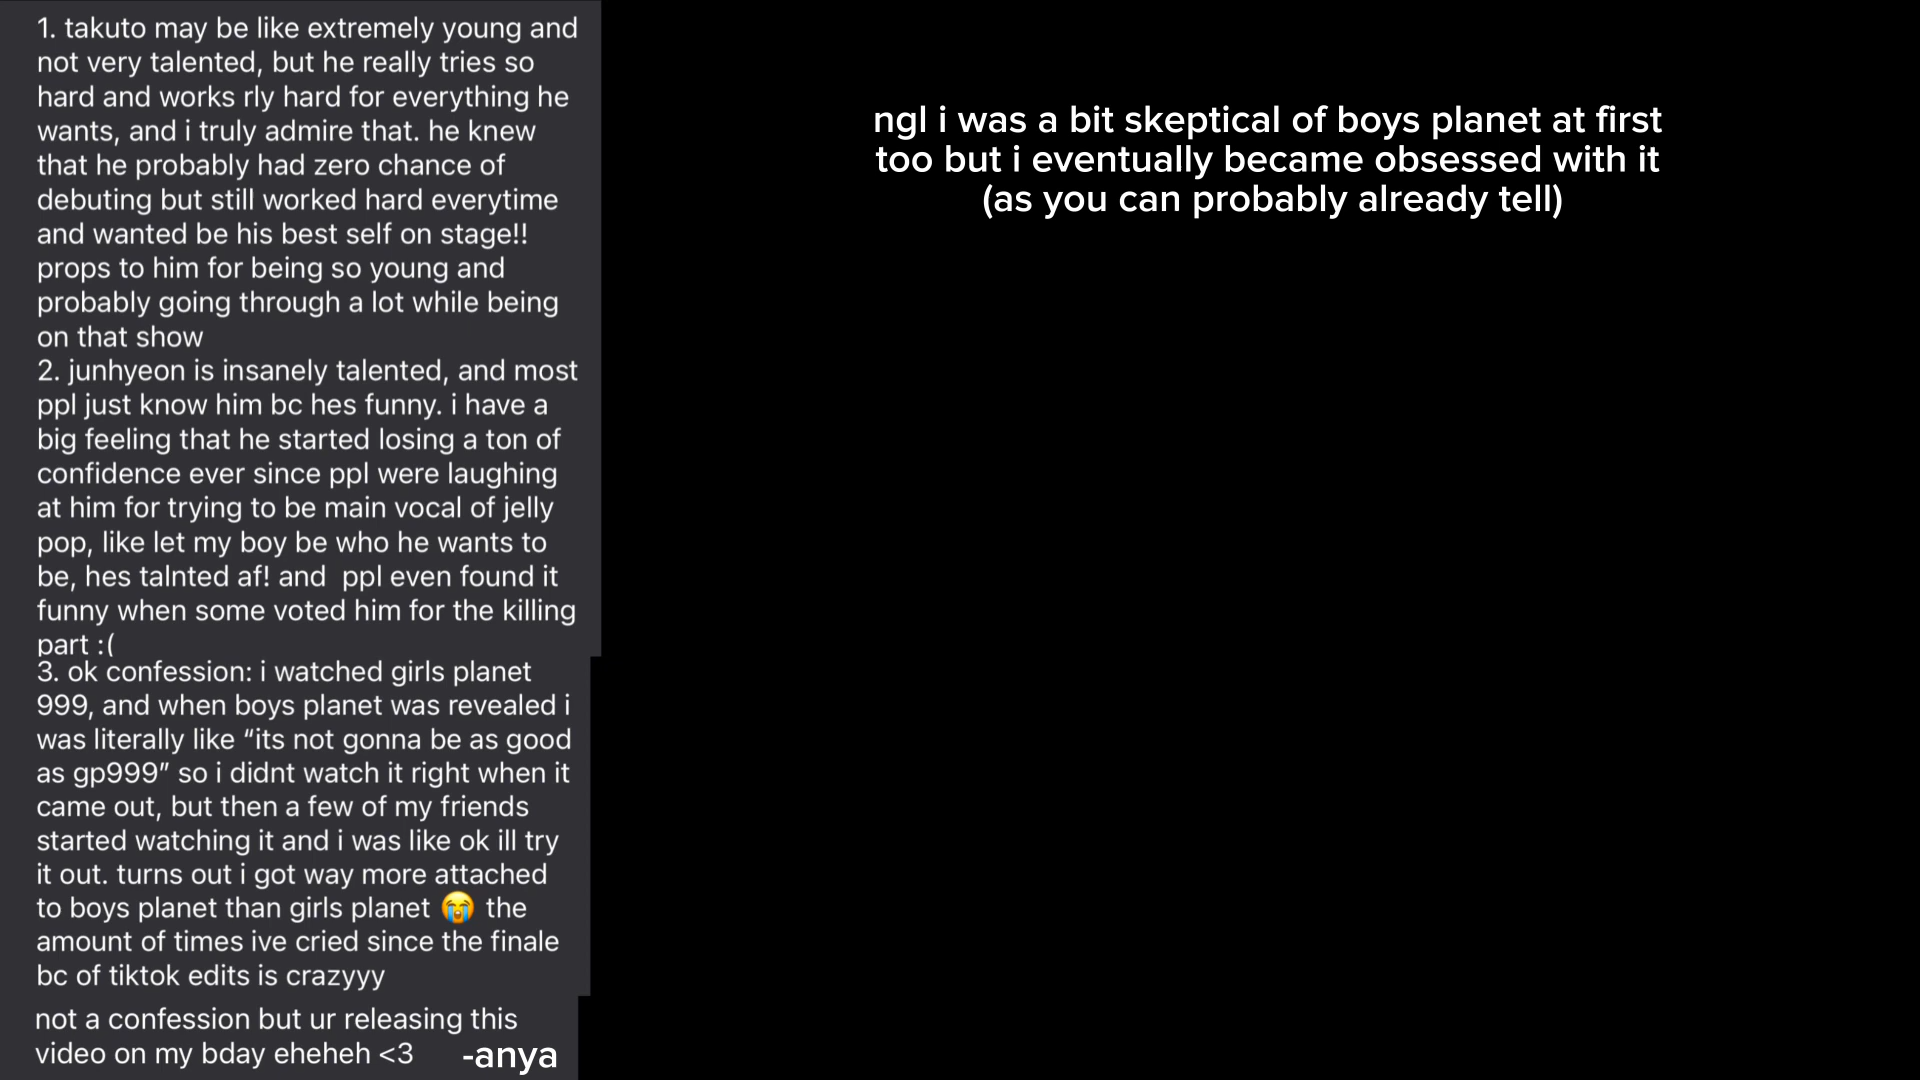 1. takuto may be like extremely young and
not very talented, but he really tries so
hard and works rly hard for everything he
wants, and i truly admire that. he knew
that he probably had zero chance of
debuting but still worked hard everytime
and wanted be his best self on stage!!
props to him for being so young and
probably going through a lot while being
on that show
2. junhyeon is insanely talented, and most
ppl just know him bc hes funny. i have a
big feeling that he started losing a ton of
confidence ever since ppl were laughing
at him for trying to be main vocal of jelly
pop, like let my boy be who he wants to
be, hes talnted af! and  ppl even found it
funny when some voted him for the killing
part :(
3. ok confession: i watched girls planet
999, and when boys planet was revealed i
was literally like “its not gonna be as good
as gp999” so i didnt watch it right when it
came out, but then a few of my friends
started watching it and i was like ok ill try
it out. turns out i got way more attached
to boys planet than girls planet 😭 the
amount of times ive cried since the finale
bc of tiktok edits is crazyyy
not a confession but ur releasing this
video on my bday eheheh <3 -anya
ngl i was a bit skeptical of boys planet at first
too but i eventually became obsessed with it
(as you can probably already tell)